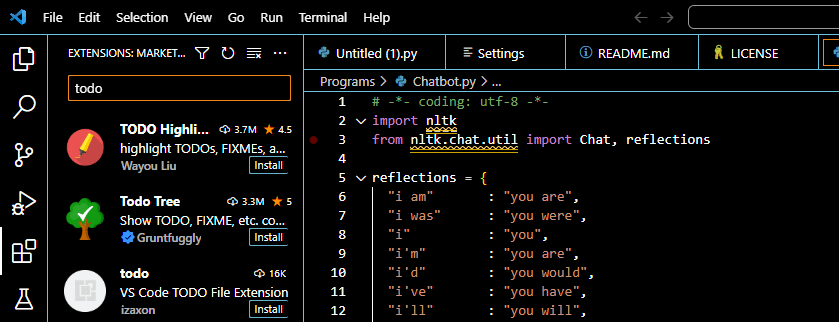 File Edit Selection View Go Run Terminal Help
EXTENSIONS: MARKET...
todo
TODO Highli... 3.7M 4.5
highlight TODOs, FIXMEs, a...
Wayou Liu Install
Todo Tree 3.3M 5
Show TODO, FIXME, etc. co...
Gruntfuggly Install
todo 16K
VS Code TODO File Extension
izaxon Install
Untitled (1).py Settings README.md LICENSE
Programs > Chatbot.py > ...
1 # -*- coding: utf-8 -*-
2 import nltk
3 from nltk.chat.util import Chat, reflections
4
5 reflections = {
6 "i am" : "you are",
7 "i was" : "you were",
8 "i" : "you",
9 "i'm" : "you are",
10 "i'd" : "you would",
11 "i've" : "you have",
12 "i'll" : "you will",